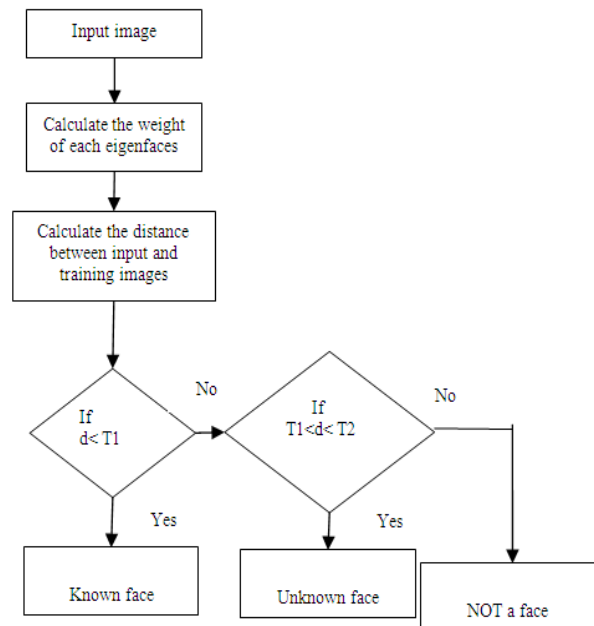 Input image
Calculate the weight
of each eigenfaces
Calculate the distance
between input and
training images
If
d< T1
No
If
T1<d< T2
No
Yes
Yes
Known face
Unknown face
NOT a face